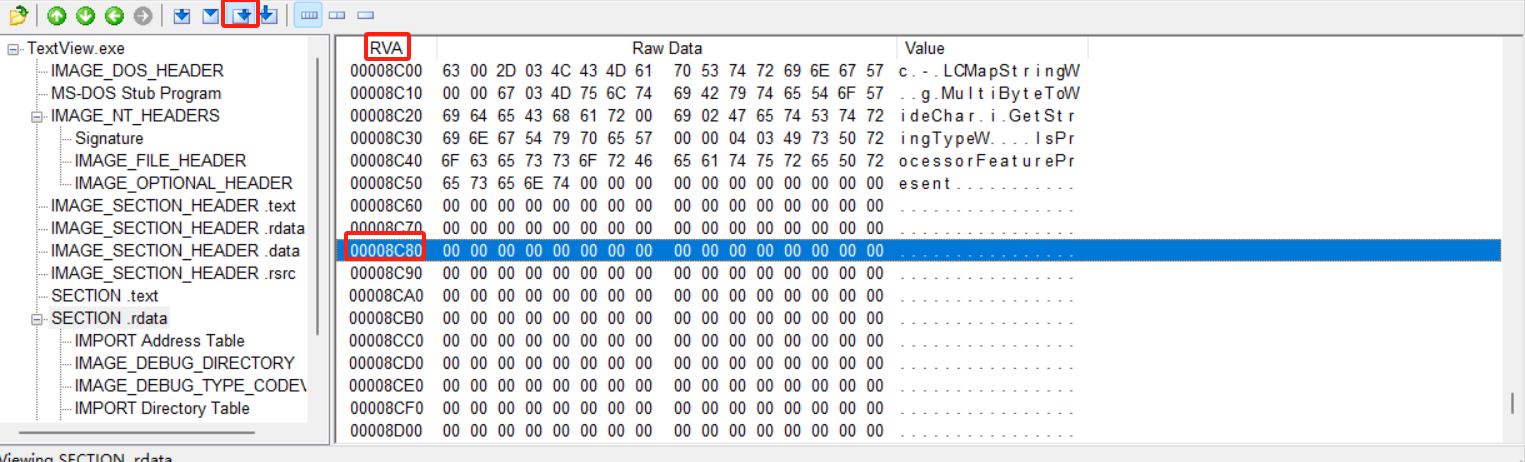 TextView.exe
IMAGE_DOS_HEADER
MS-DOS Stub Program
IMAGE_NT_HEADERS
Signature
IMAGE_FILE_HEADER
IMAGE_OPTIONAL_HEADER
IMAGE_SECTION_HEADER .text
IMAGE_SECTION_HEADER .rdata
IMAGE_SECTION_HEADER .data
IMAGE_SECTION_HEADER .rsrc
SECTION .text
SECTION .rdata
IMPORT Address Table
IMAGE_DEBUG_DIRECTORY
IMAGE_DEBUG_TYPE_CODEV
IMPORT Directory Table
RVA Raw Data Value
00008C00 63 00 2D 03 4C 43 4D 61 70 53 74 72 69 6E 67 57 c.-.LCMapStringW
00008C10 00 00 67 03 4D 75 6C 74 69 42 79 74 65 54 6F 57 ..g.MultiByteToW
00008C20 69 64 65 43 68 61 72 00 69 02 47 65 74 53 74 72 ideChar.i.GetStr
00008C30 69 6E 67 54 79 70 65 57 00 00 04 03 49 73 50 72 ingTypeW....IsPr
00008C40 6F 63 65 73 73 6F 72 46 65 61 74 75 72 65 50 72 ocessorFeaturePr
00008C50 65 73 65 6E 74 00 00 00 00 00 00 00 00 00 00 00 esent...........
00008C60 00 00 00 00 00 00 00 00 00 00 00 00 00 00 00 00 ................
00008C70 00 00 00 00 00 00 00 00 00 00 00 00 00 00 00 00 ................
00008C80 00 00 00 00 00 00 00 00 00 00 00 00 00 00 00 00 ................
00008C90 00 00 00 00 00 00 00 00 00 00 00 00 00 00 00 00 ................
00008CA0 00 00 00 00 00 00 00 00 00 00 00 00 00 00 00 00 ................
00008CB0 00 00 00 00 00 00 00 00 00 00 00 00 00 00 00 00 ................
00008CC0 00 00 00 00 00 00 00 00 00 00 00 00 00 00 00 00 ................
00008CD0 00 00 00 00 00 00 00 00 00 00 00 00 00 00 00 00 ................
00008CE0 00 00 00 00 00 00 00 00 00 00 00 00 00 00 00 00 ................
00008CF0 00 00 00 00 00 00 00 00 00 00 00 00 00 00 00 00 ................
00008D00 00 00 00 00 00 00 00 00 00 00 00 00 00 00 00 00 ................
Viewing SECTION .rdata